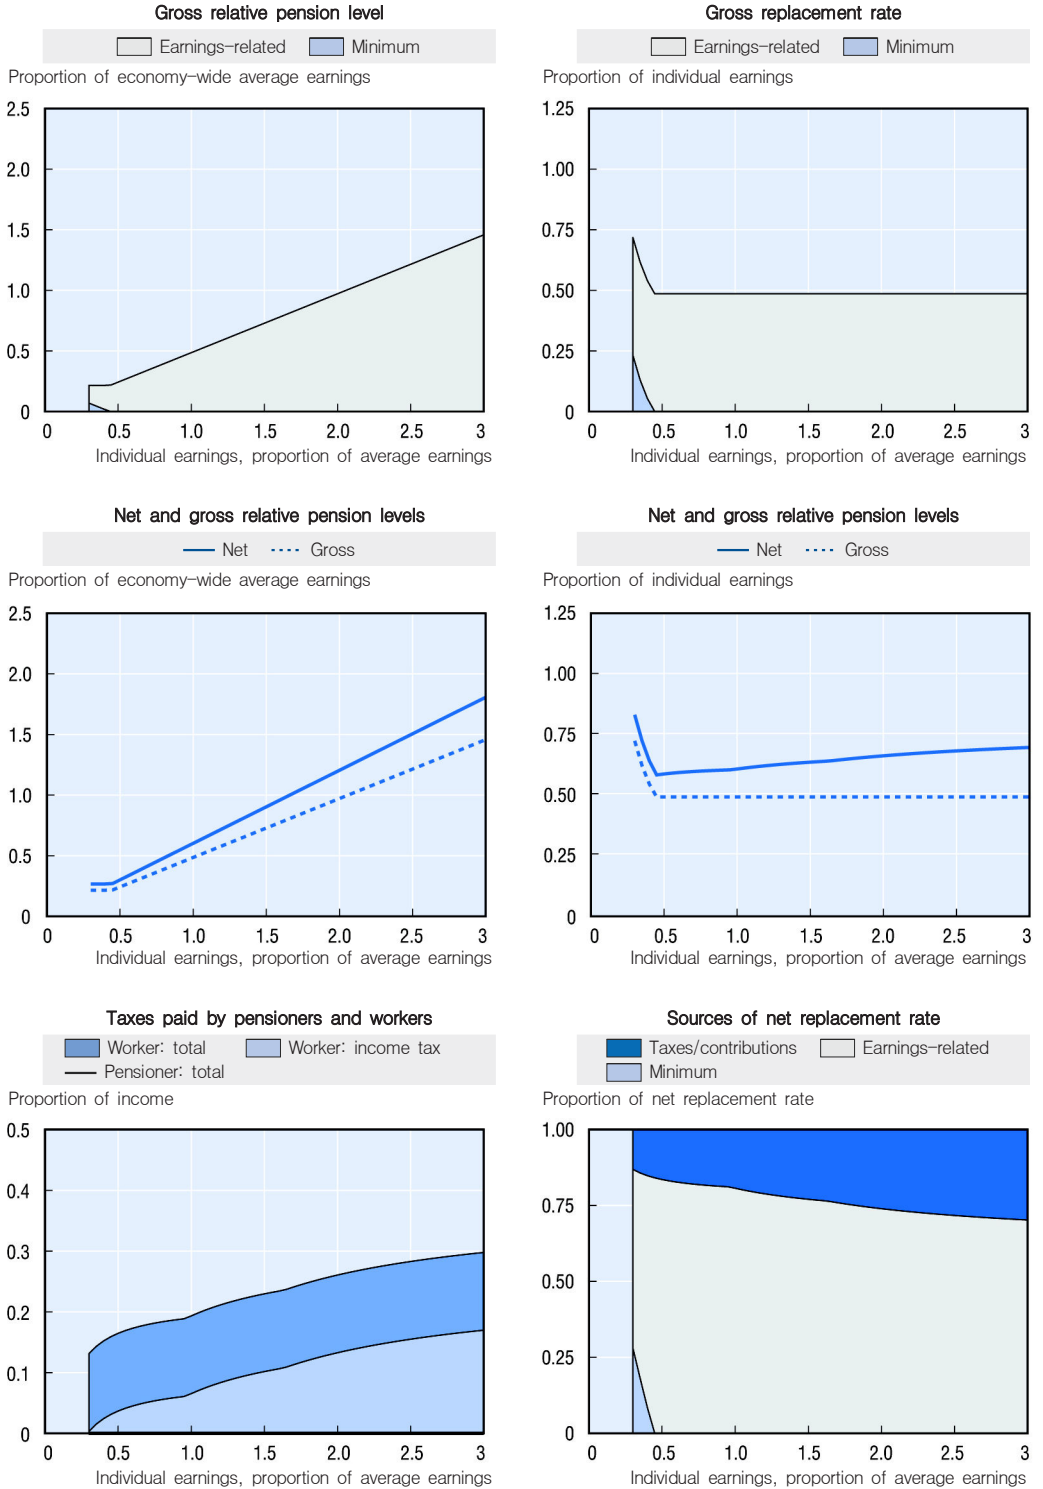 Gross relative pension level
Earnings-related Minimum
Proportion of economy-wide average earnings
2.5
2.0
1.5
1.0
0.5
0
0 0.5 1.0 1.5 2.0 2.5 3
Individual earnings, proportion of average earnings
Gross replacement rate
Earnings-related Minimum
Proportion of individual earnings
1.25
1.00
0.75
0.50
0.25
0
0 0.5 1.0 1.5 2.0 2.5 3
Individual earnings, proportion of average earnings
Net and gross relative pension levels
Net Gross
Proportion of economy-wide average earnings
2.5
2.0
1.5
1.0
0.5
0
0 0.5 1.0 1.5 2.0 2.5 3
Individual earnings, proportion of average earnings
Net and gross relative pension levels
Net Gross
Proportion of individual earnings
1.25
1.00
0.75
0.50
0.25
0
0 0.5 1.0 1.5 2.0 2.5 3
Individual earnings, proportion of average earnings
Taxes paid by pensioners and workers
Worker: total Worker: income tax
Pensioner: total
Proportion of income
0.5
0.4
0.3
0.2
0.1
0
0 0.5 1.0 1.5 2.0 2.5 3
Individual earnings, proportion of average earnings
Sources of net replacement rate
Taxes/contributions Earnings-related
Minimum
Proportion of net replacement rate
1.00
0.75
0.50
0.25
0
0 0.5 1.0 1.5 2.0 2.5 3
Individual earnings, proportion of average earnings